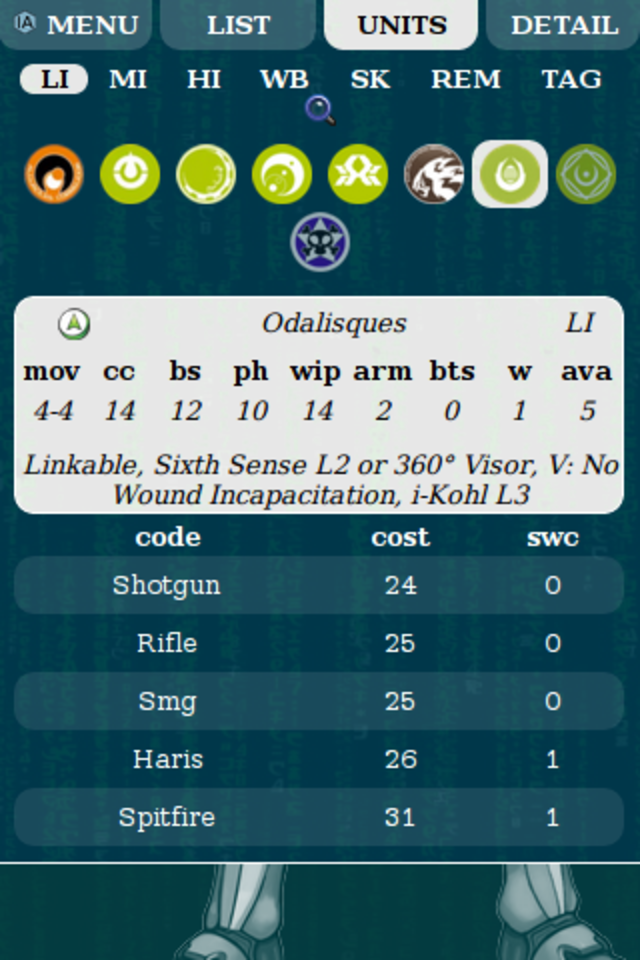 IA MENU LIST UNITS DETAIL
LI MI HI WB SK REM TAG
Odalisques LI
mov cc bs ph wip arm bts w ava
4-4 14 12 10 14 2 0 1 5
Linkable, Sixth Sense L2 or 360° Visor, V: No
Wound Incapacitation, i-Kohl L3
code cost swc
Shotgun 24 0
Rifle 25 0
Smg 25 0
Haris 26 1
Spitfire 31 1